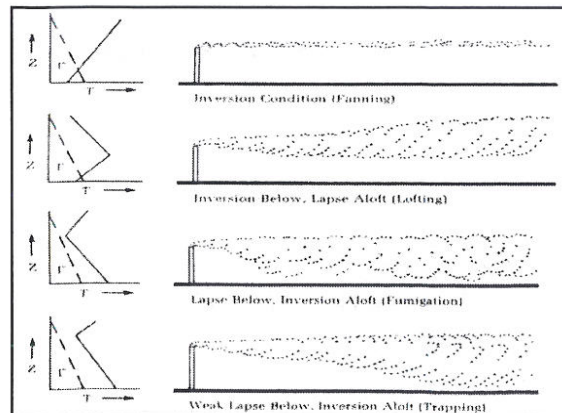 Z
Γ
T
Inversion Condition (Fanning)
Z
Γ
T
Inversion Below, Lapse Aloft (Lofting)
Z
Γ
T
Lapse Below, Inversion Aloft (Fumigation)
Z
Γ
T
Weak Lapse Below, Inversion Aloft (Trapping)